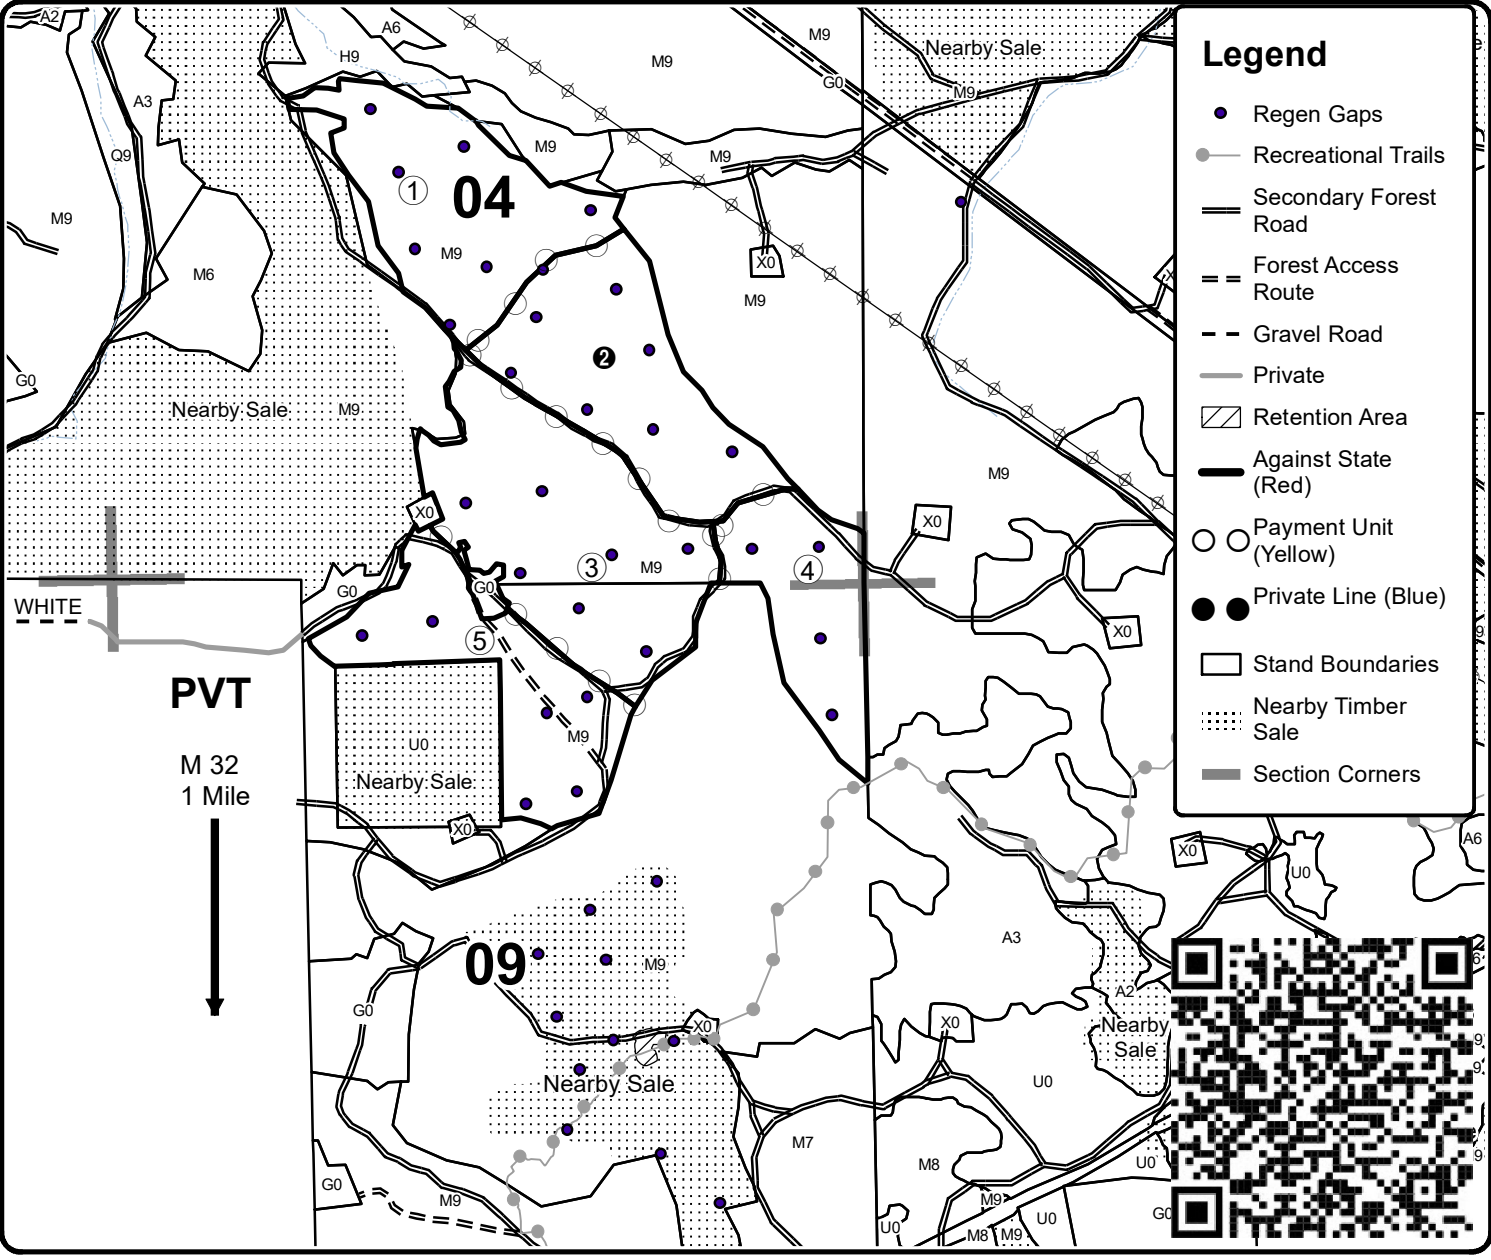 A2
A6
H9
M9
M9
G0
Nearby Sale
M9
A3
Q9
M9
M9
1
04
M9
M6
M9
X0
M9
2
G0
Nearby Sale
M9
M9
X0
X0
3
M9
4
G0
G0
WHITE
5
X0
PVT
M9
U0
Nearby Sale
M 32
1 Mile
X0
X0
U0
A6
09
M9
A3
A2
G0
X0
X0
Nearby
Sale
Nearby Sale
U0
M7
M8
U0
G0
M9
M9
U0
G0
U0
M8
M9
Legend
Regen Gaps
Recreational Trails
Secondary Forest
Road
Forest Access
Route
Gravel Road
Private
Retention Area
Against State
(Red)
Payment Unit
(Yellow)
Private Line (Blue)
Stand Boundaries
Nearby Timber
Sale
Section Corners